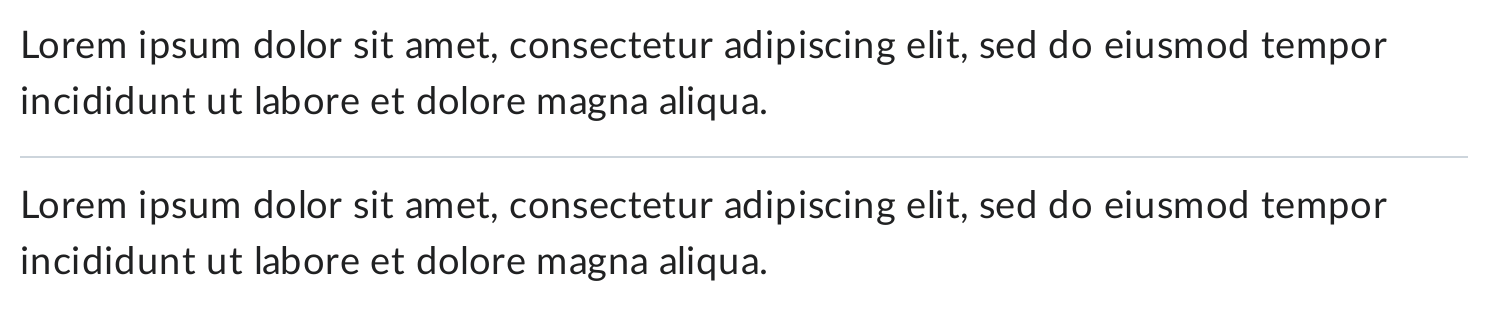 Lorem ipsum dolor sit amet, consectetur adipiscing elit, sed do eiusmod tempor
incididunt ut labore et dolore magna aliqua.
Lorem ipsum dolor sit amet, consectetur adipiscing elit, sed do eiusmod tempor
incididunt ut labore et dolore magna aliqua.